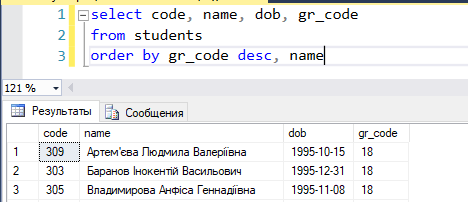 1 select code, name, dob, gr_code
2 from students
3 order by gr_code desc, name
121 %
Результаты Сообщения
code name dob gr_code
1 309 Артем'єва Людмила Валеріївна 1995-10-15 18
2 303 Баранов Інокентій Васильович 1995-12-31 18
3 305 Владимирова Анфіса Геннадіївна 1995-11-08 18